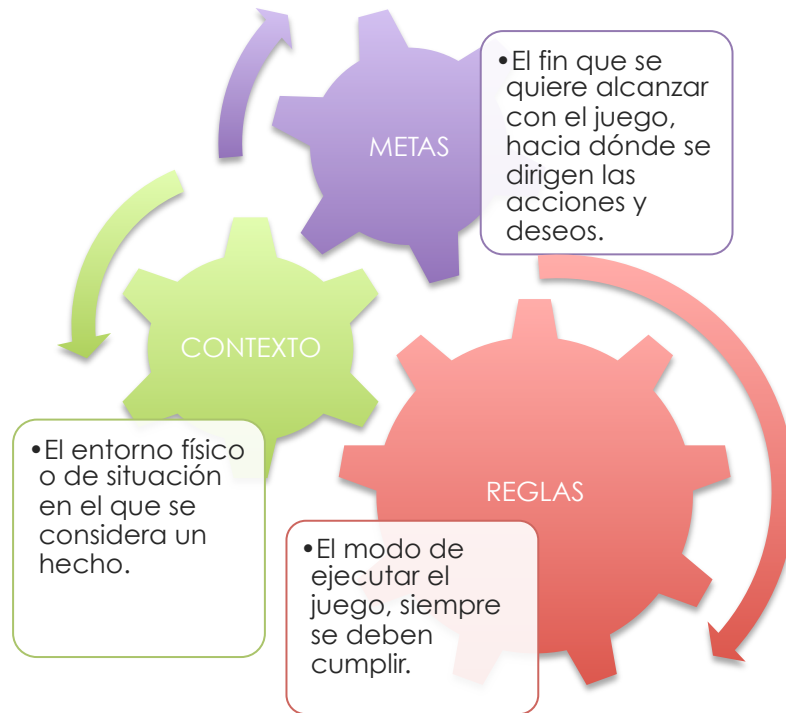 METAS
•El fin que se
quiere alcanzar
con el juego,
hacia dónde se
dirigen las
acciones y
deseos.
CONTEXTO
•El entorno físico
o de situación
en el que se
considera un
hecho.
REGLAS
•El modo de
ejecutar el
juego, siempre
se deben
cumplir.